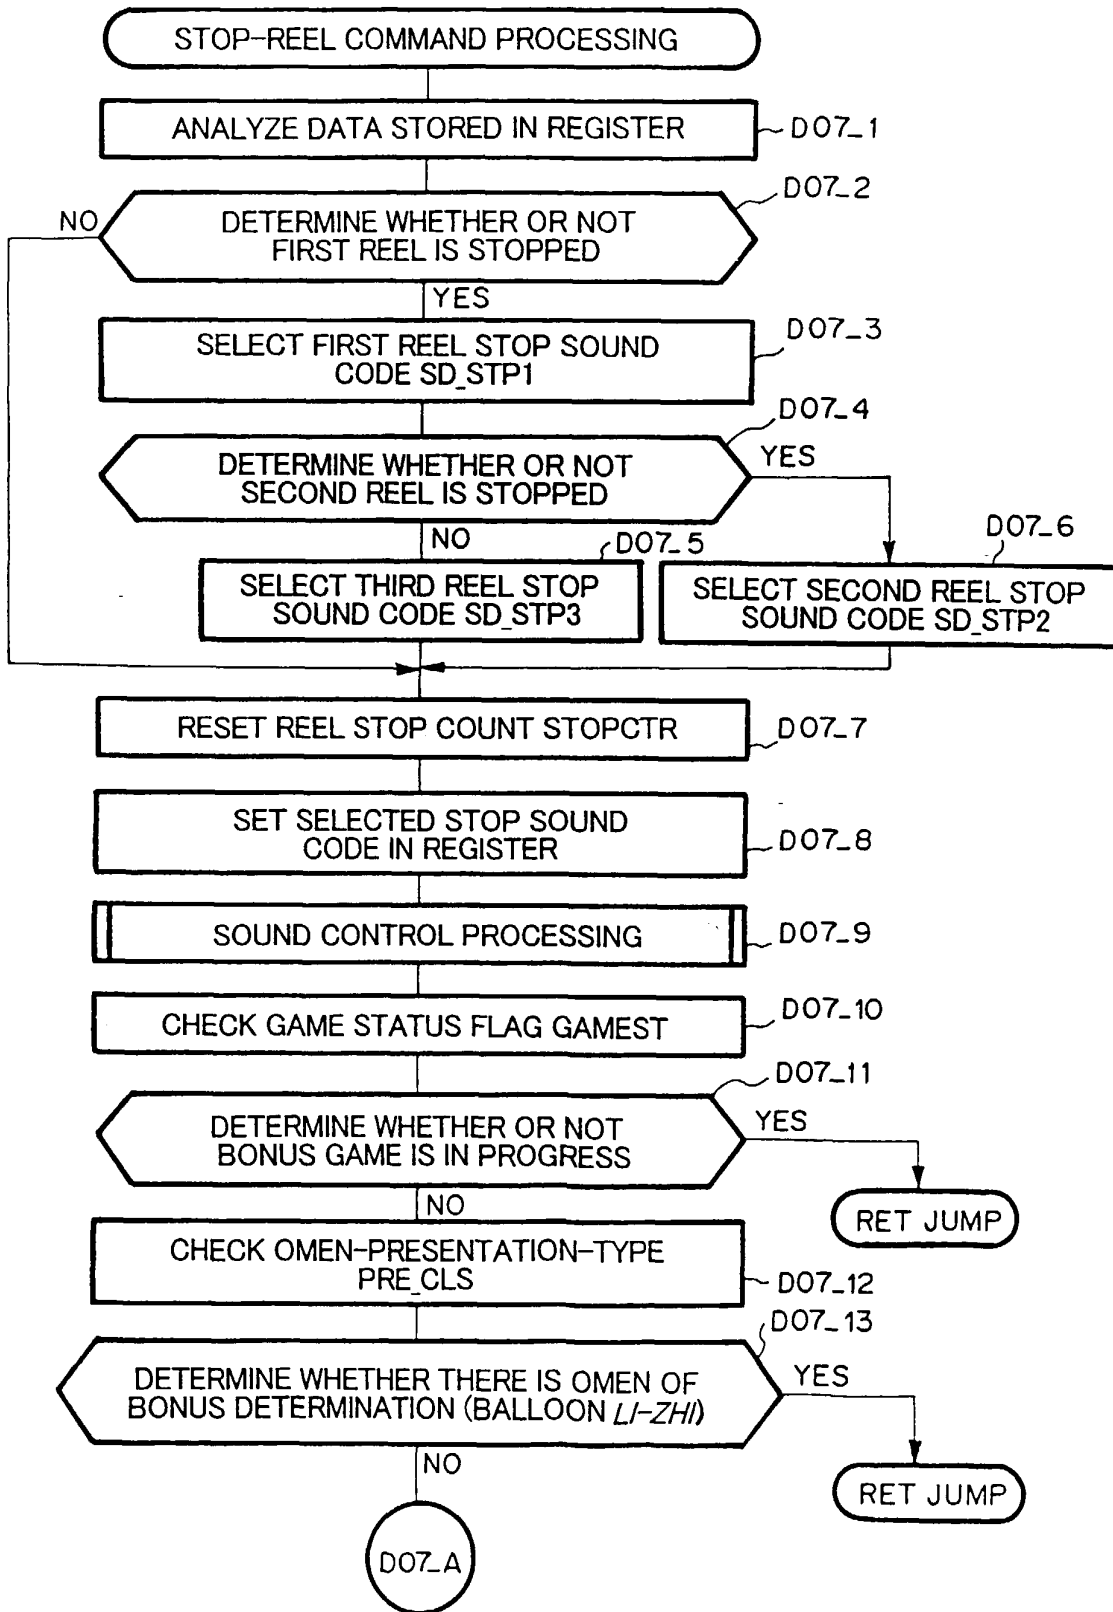 STOP-REEL COMMAND PROCESSING
ANALYZE DATA STORED IN REGISTER
D07_1
D07_2
NO
DETERMINE WHETHER OR NOT
FIRST REEL IS STOPPED
YES
D07_3
SELECT FIRST REEL STOP SOUND
CODE SD_STP1
D07_4
DETERMINE WHETHER OR NOT
SECOND REEL IS STOPPED
YES
NO
D07_5
D07_6
SELECT THIRD REEL STOP
SOUND CODE SD_STP3
SELECT SECOND REEL STOP
SOUND CODE SD_STP2
RESET REEL STOP COUNT STOPCTR
D07_7
SET SELECTED STOP SOUND
CODE IN REGISTER
D07_8
SOUND CONTROL PROCESSING
D07_9
CHECK GAME STATUS FLAG GAMEST
D07_10
D07_11
DETERMINE WHETHER OR NOT
BONUS GAME IS IN PROGRESS
YES
RET JUMP
NO
CHECK OMEN-PRESENTATION-TYPE
PRE_CLS
D07_12
D07_13
DETERMINE WHETHER THERE IS OMEN OF
BONUS DETERMINATION (BALLOON LI-ZHI)
YES
RET JUMP
NO
D07_A